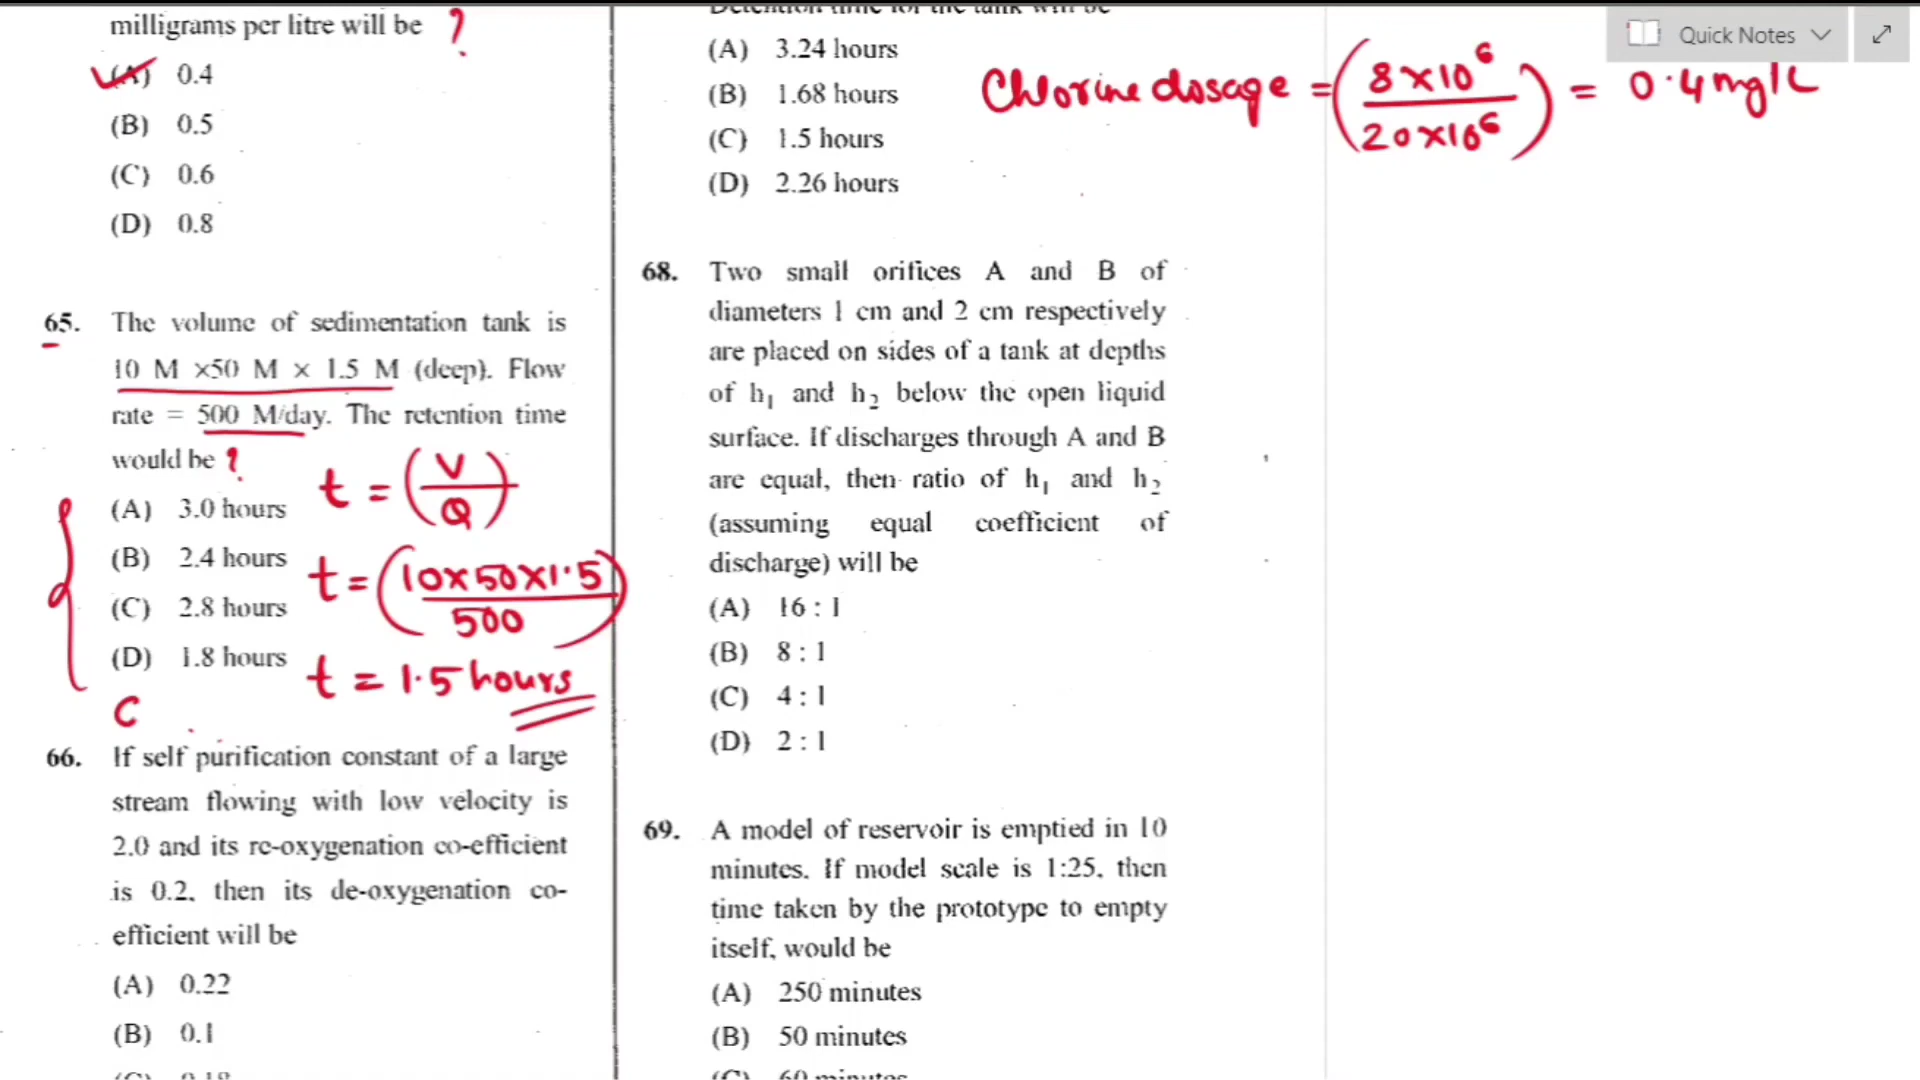 milligrams per litre will be ?
(A) 0.4
(B) 0.5
(C) 0.6
(D) 0.8
65. The volume of sedimentation tank is
10 M ×50 M × 1.5 M (deep). Flow
rate = 500 M/day. The retention time
would be ?
(A) 3.0 hours
(B) 2.4 hours
(C) 2.8 hours
(D) 1.8 hours
t = (V/Q)
t = (10×50×1.5/500)
t = 1.5 hours
C
66. If self purification constant of a large
stream flowing with low velocity is
2.0 and its re-oxygenation co-efficient
is 0.2, then its de-oxygenation co-
efficient will be
(A) 0.22
(B) 0.1
Detention time for the tank will be
(A) 3.24 hours
(B) 1.68 hours
(C) 1.5 hours
(D) 2.26 hours
68. Two small orifices A and B of
diameters 1 cm and 2 cm respectively
are placed on sides of a tank at depths
of h₁ and h₂ below the open liquid
surface. If discharges through A and B
are equal, then ratio of h₁ and h₂
(assuming equal coefficient of
discharge) will be
(A) 16 : 1
(B) 8 : 1
(C) 4 : 1
(D) 2 : 1
69. A model of reservoir is emptied in 10
minutes. If model scale is 1:25, then
time taken by the prototype to empty
itself, would be
(A) 250 minutes
(B) 50 minutes
(C) 60 minutes
Quick Notes
Chlorine dosage = (8×10⁶/20×10⁶) = 0.4 mg/L